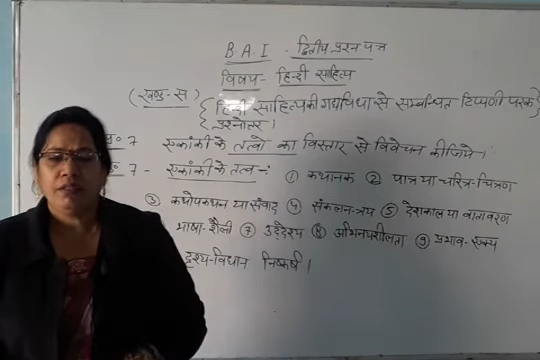 B.A.I - द्वितीय प्रश्न पत्र
विषय- हिन्दी साहित्य
(खण्ड-स) {हिन्दी साहित्य की गद्यविधा से सम्बन्धित टिप्पणी परक}
प्रश्नोत्तर।
प्र० 7 एकांकी के तत्वों का विस्तार से विवेचन कीजिये।
7 - एकांकी के तत्व -: ① कथानक ② पात्र या चरित्र-चित्रण
③ कथोपकथन या संवाद ④ संकलन-त्रय ⑤ देशकाल या वातावरण
भाषा-शैली ⑦ उद्देश्य ⑧ अभिनयशीलता ⑨ प्रभाव-ऐक्य
दृश्य-विधान निष्कर्ष।